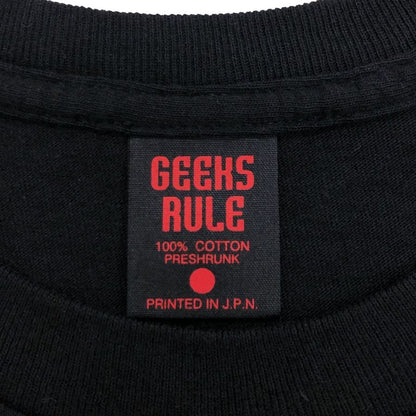 GEEKS
RULE
100% COTTON
PRESHRUNK
PRINTED IN J.P.N.